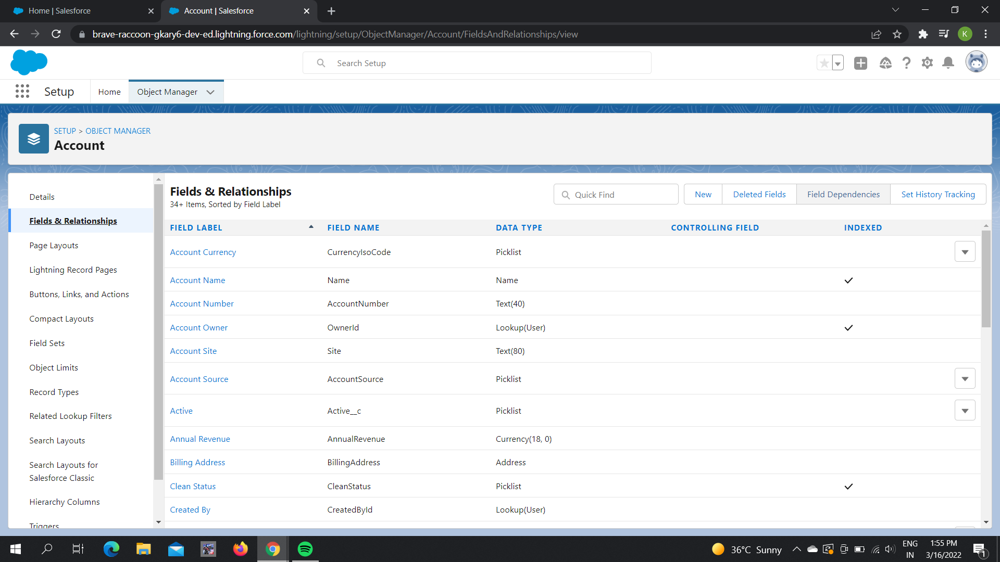 Home | Salesforce
Account | Salesforce
brave-raccoon-gkary6-dev-ed.lightning.force.com/lightning/setup/ObjectManager/Account/FieldsAndRelationships/view
K
Search Setup
Setup
Home
Object Manager
SETUP > OBJECT MANAGER
Account
Details
Fields & Relationships
Page Layouts
Lightning Record Pages
Buttons, Links, and Actions
Compact Layouts
Field Sets
Object Limits
Record Types
Related Lookup Filters
Search Layouts
Search Layouts for
Salesforce Classic
Hierarchy Columns
Triggers
Fields & Relationships
34+ Items, Sorted by Field Label
Quick Find
New
Deleted Fields
Field Dependencies
Set History Tracking
FIELD LABEL FIELD NAME DATA TYPE CONTROLLING FIELD INDEXED
Account Currency CurrencyIsoCode Picklist
Account Name Name Name
Account Number AccountNumber Text(40)
Account Owner OwnerId Lookup(User)
Account Site Site Text(80)
Account Source AccountSource Picklist
Active Active__c Picklist
Annual Revenue AnnualRevenue Currency(18, 0)
Billing Address BillingAddress Address
Clean Status CleanStatus Picklist
Created By CreatedById Lookup(User)
36°C Sunny
ENG
IN
1:55 PM
3/16/2022
1